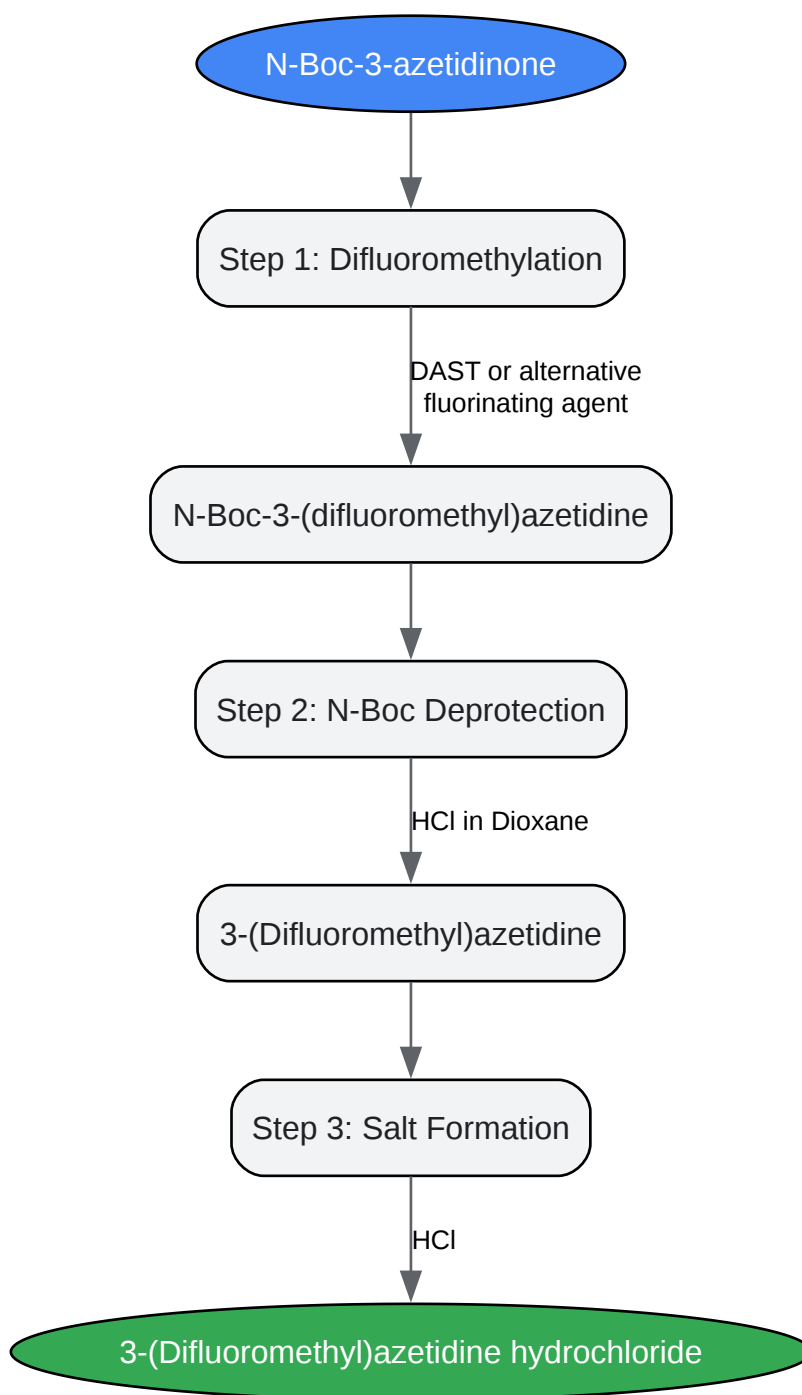 N-Boc-3-azetidinone
Step 1: Difluoromethylation
DAST or alternative
fluorinating agent
N-Boc-3-(difluoromethyl)azetidine
Step 2: N-Boc Deprotection
HCl in Dioxane
3-(Difluoromethyl)azetidine
Step 3: Salt Formation
HCl
3-(Difluoromethyl)azetidine hydrochloride